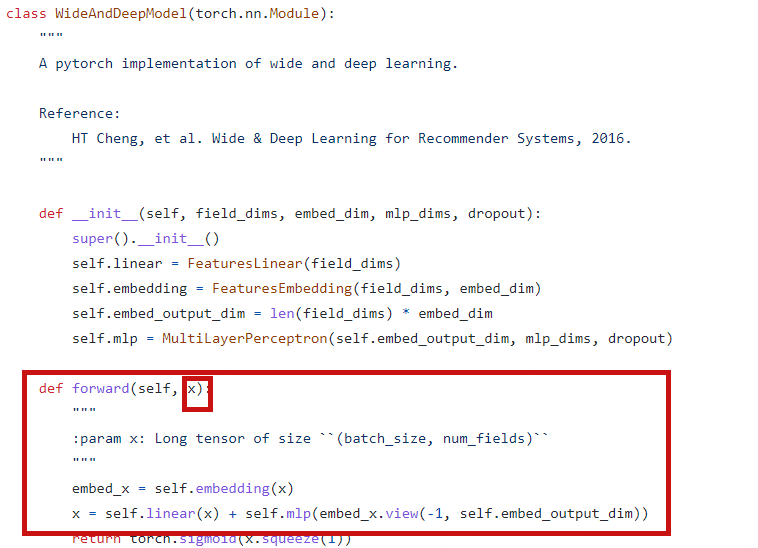 class WideAndDeepModel(torch.nn.Module):
"""
A pytorch implementation of wide and deep learning.
Reference:
HT Cheng, et al. Wide & Deep Learning for Recommender Systems, 2016.
"""
def __init__(self, field_dims, embed_dim, mlp_dims, dropout):
super().__init__()
self.linear = FeaturesLinear(field_dims)
self.embedding = FeaturesEmbedding(field_dims, embed_dim)
self.embed_output_dim = len(field_dims) * embed_dim
self.mlp = MultiLayerPerceptron(self.embed_output_dim, mlp_dims, dropout)
def forward(self, x):
"""
:param x: Long tensor of size ``(batch_size, num_fields)``
"""
embed_x = self.embedding(x)
x = self.linear(x) + self.mlp(embed_x.view(-1, self.embed_output_dim))
return torch.sigmoid(x.squeeze(1))